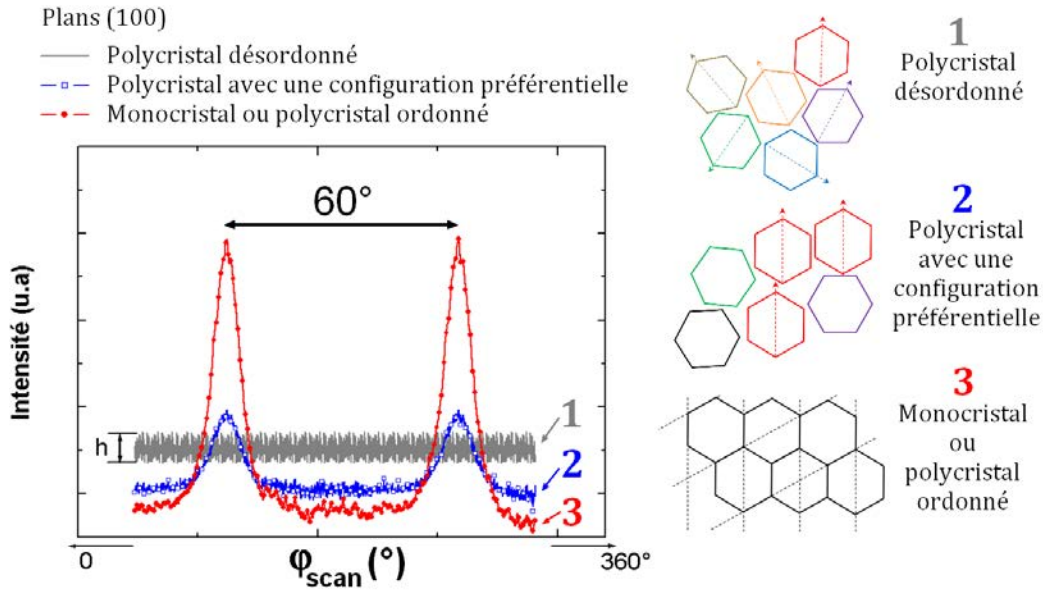 Plans (100)
Polycristal désordonné
Polycristal avec une configuration préférentielle
Monocristal ou polycristal ordonné
60°
Intensité (u.a)
h
1
2
3
0
φscan (°)
360°
1
Polycristal
désordonné
2
Polycristal
avec une
configuration
préférentielle
3
Monocristal
ou
polycristal
ordonné